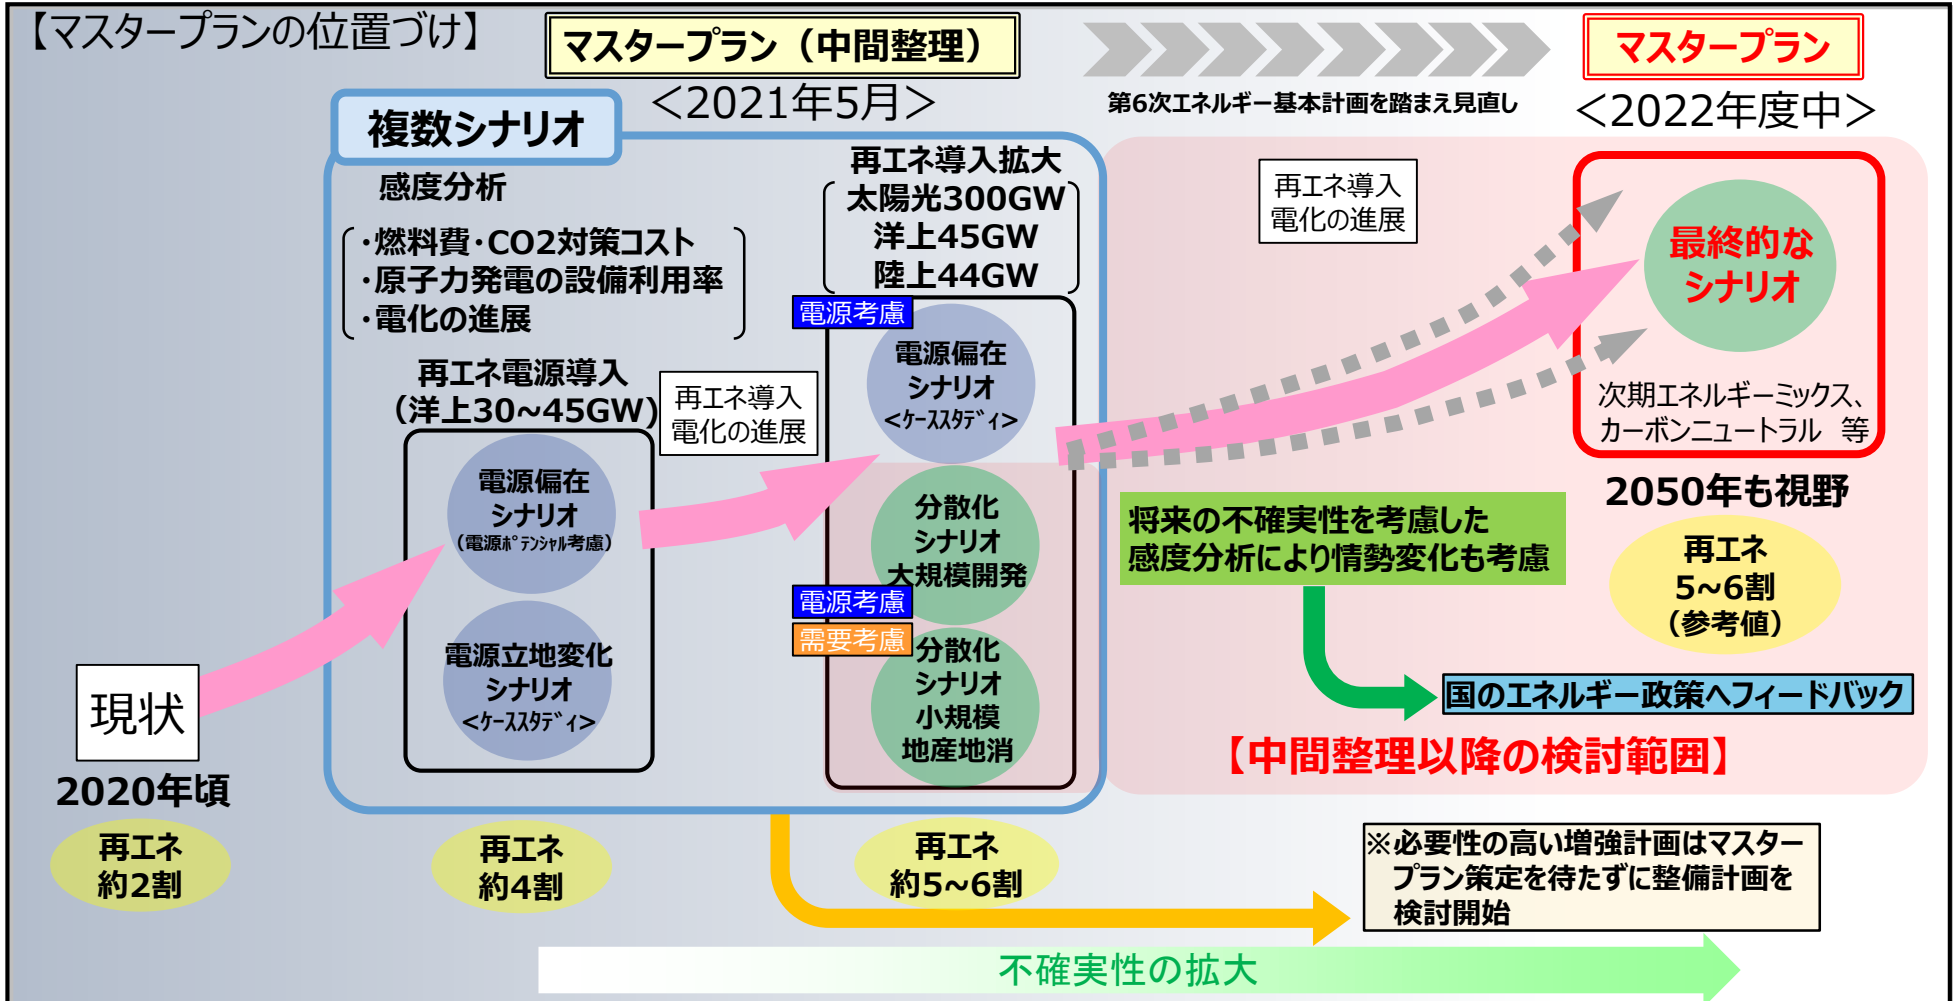 【マスタープランの位置づけ】
マスタープラン（中間整理）
＜2021年5月＞
第6次エネルギー基本計画を踏まえ見直し
マスタープラン
＜2022年度中＞
複数シナリオ
感度分析
・燃料費・CO2対策コスト
・原子力発電の設備利用率
・電化の進展
再エネ電源導入
（洋上30~45GW)
電源偏在
シナリオ
（電源ﾎﾟﾃﾝｼｬﾙ考慮）
電源立地変化
シナリオ
<ｹｰｽｽﾀﾃﾞｨ>
再エネ導入
電化の進展
再エネ導入拡大
太陽光300GW
洋上45GW
陸上44GW
電源考慮
電源偏在
シナリオ
<ｹｰｽｽﾀﾃﾞｨ>
分散化
シナリオ
大規模開発
電源考慮
需要考慮
分散化
シナリオ
小規模
地産地消
再エネ導入
電化の進展
最終的な
シナリオ
次期エネルギーミックス、
カーボンニュートラル 等
2050年も視野
再エネ
5~6割
（参考値）
将来の不確実性を考慮した
感度分析により情勢変化も考慮
国のエネルギー政策へフィードバック
【中間整理以降の検討範囲】
現状
2020年頃
再エネ
約2割
再エネ
約4割
再エネ
約5~6割
※必要性の高い増強計画はマスター
プラン策定を待たずに整備計画を
検討開始
不確実性の拡大